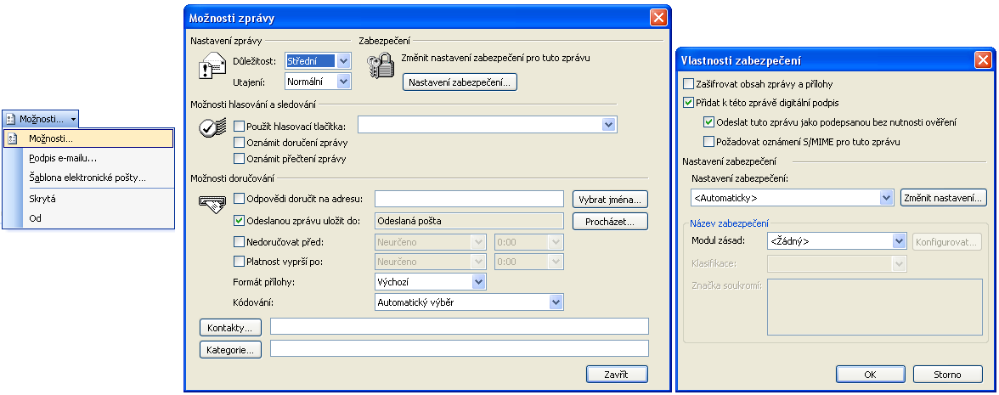 Možnosti...
Možnosti...
Podpis e-mailu...
Šablona elektronické pošty...
Skrytá
Od
Možnosti zprávy
Nastavení zprávy
Zabezpečení
Důležitost: Střední
Utajení: Normální
Změnit nastavení zabezpečení pro tuto zprávu
Nastavení zabezpečení...
Možnosti hlasování a sledování
Použít hlasovací tlačítka:
Oznámit doručení zprávy
Oznámit přečtení zprávy
Možnosti doručování
Odpovědi doručit na adresu: Vybrat jména...
Odeslanou zprávu uložit do: Odeslaná pošta Procházet...
Nedoručovat před: Neurčeno 0:00
Platnost vyprší po: Neurčeno 0:00
Formát přílohy: Výchozí
Kódování: Automatický výběr
Kontakty...
Kategorie...
Zavřít
Vlastnosti zabezpečení
Zašifrovat obsah zprávy a přílohy
Přidat k této zprávě digitální podpis
Odeslat tuto zprávu jako podepsanou bez nutnosti ověření
Požadovat oznámení S/MIME pro tuto zprávu
Nastavení zabezpečení
Nastavení zabezpečení:
<Automaticky> Změnit nastavení...
Název zabezpečení
Modul zásad: <Žádný> Konfigurovat...
Klasifikace:
Značka soukromí:
OK Storno